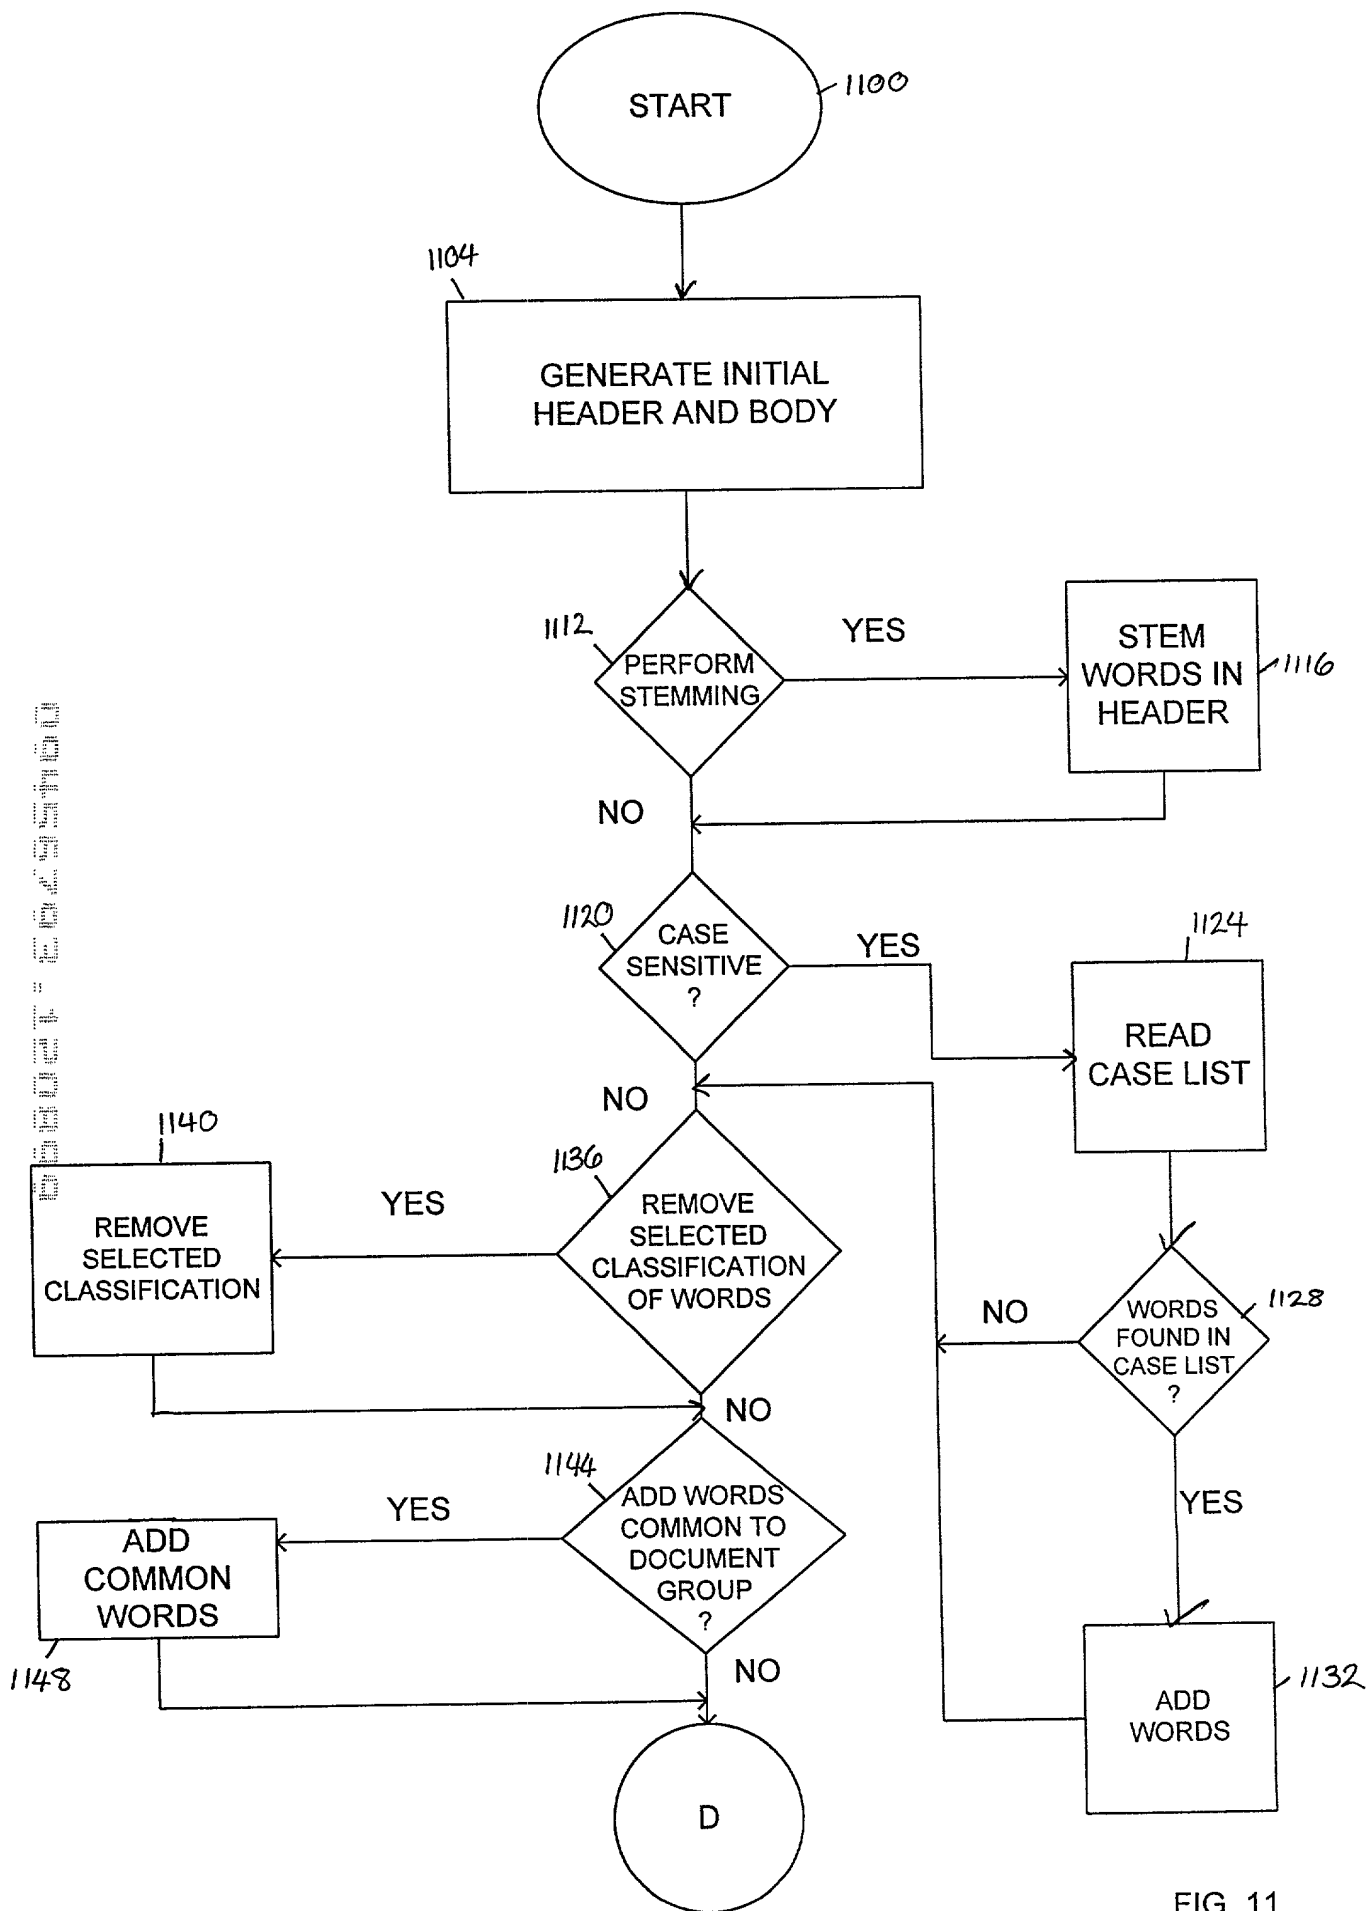 START
1100
1104
GENERATE INITIAL
HEADER AND BODY
1112
PERFORM
STEMMING
YES
STEM
WORDS IN
HEADER
1116
NO
1120
CASE
SENSITIVE
?
YES
1124
READ
CASE LIST
NO
1140
REMOVE
SELECTED
CLASSIFICATION
YES
1136
REMOVE
SELECTED
CLASSIFICATION
OF WORDS
NO
WORDS
FOUND IN
CASE LIST
?
1128
NO
1144
ADD WORDS
COMMON TO
DOCUMENT
GROUP
?
YES
ADD
COMMON
WORDS
1148
YES
NO
ADD
WORDS
1132
D
FIG. 11